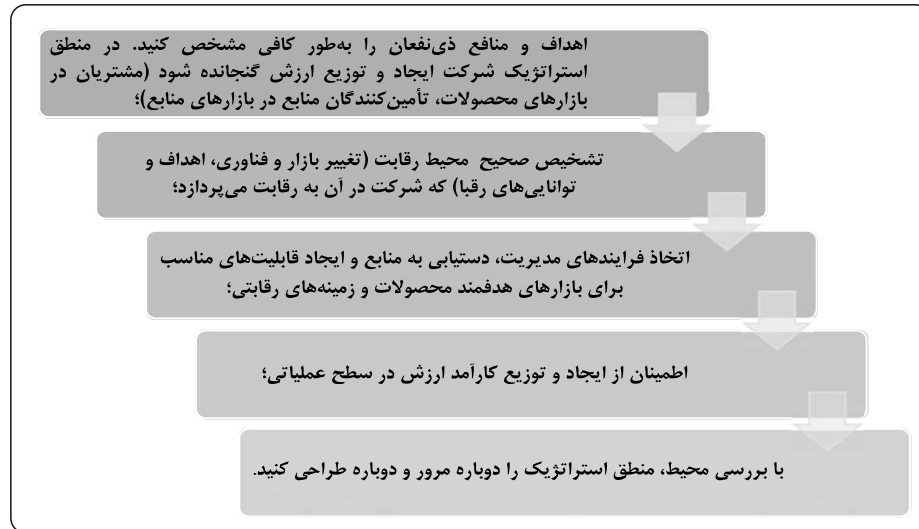 اهداف و منافع ذی‌نفعان را به‌طور کافی مشخص کنید. در منطق
استراتژیک شرکت ایجاد و توزیع ارزش گنجانده شود (مشتریان در
بازارهای محصولات، تأمین‌کنندگان منابع در بازارهای منابع)؛
تشخیص صحیح محیط رقابت (تغییر بازار و فناوری، اهداف و
توانایی‌های رقبا) که شرکت در آن به رقابت می‌پردازد؛
اتخاذ فرایندهای مدیریت، دستیابی به منابع و ایجاد قابلیت‌های مناسب
برای بازارهای هدفمند محصولات و زمینه‌های رقابتی؛
اطمینان از ایجاد و توزیع کارآمد ارزش در سطح عملیاتی؛
با بررسی محیط، منطق استراتژیک را دوباره مرور و دوباره طراحی کنید.